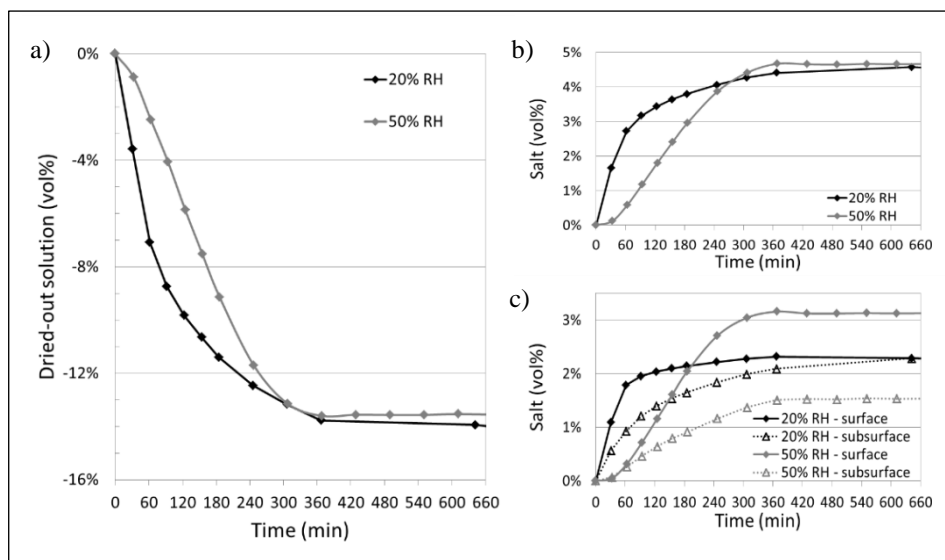 a)
0%
-4%
-8%
-12%
-16%
Dried-out solution (vol%)
20% RH
50% RH
0 60 120 180 240 300 360 420 480 540 600 660
Time (min)
b)
5%
4%
3%
2%
1%
0%
Salt (vol%)
20% RH
50% RH
0 60 120 180 240 300 360 420 480 540 600 660
Time (min)
c)
3%
2%
1%
0%
Salt (vol%)
20% RH - surface
20% RH - subsurface
50% RH - surface
50% RH - subsurface
0 60 120 180 240 300 360 420 480 540 600 660
Time (min)